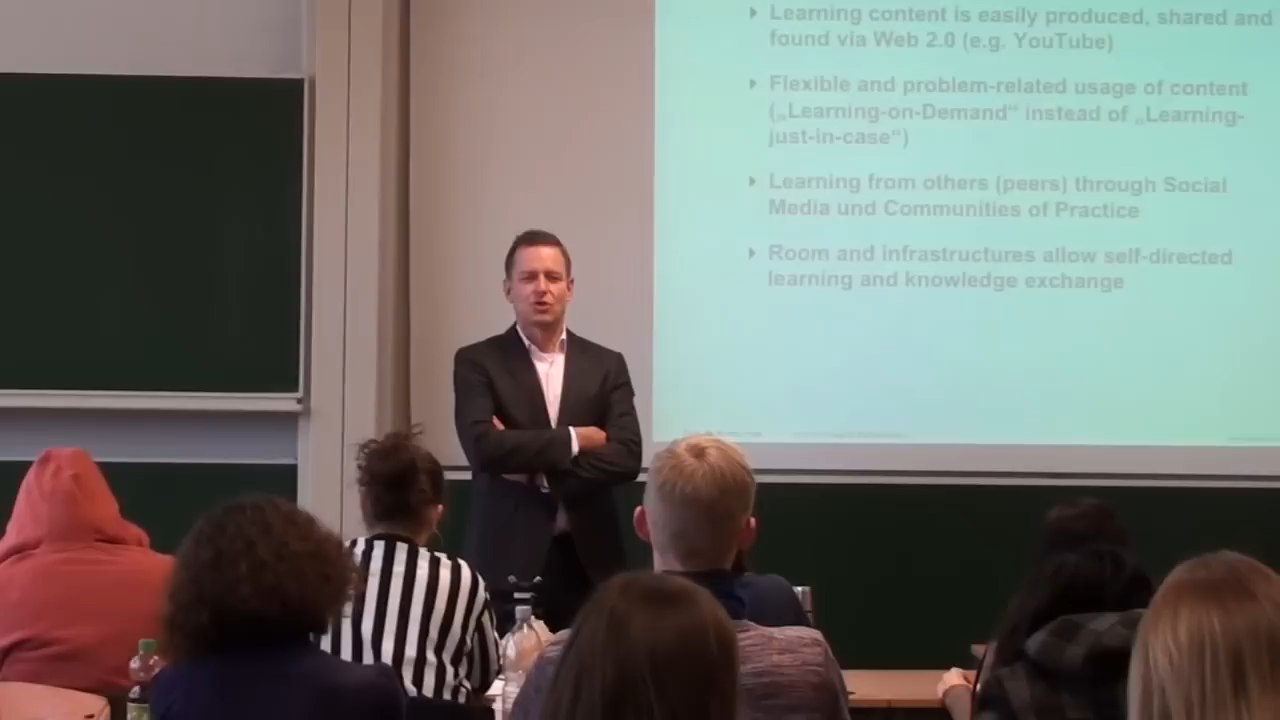 Learning content is easily produced, shared and
found via Web 2.0 (e.g. YouTube)
Flexible and problem-related usage of content
(„Learning-on-Demand“ instead of „Learning-
just-in-case“)
Learning from others (peers) through Social
Media und Communities of Practice
Room and infrastructures allow self-directed
learning and knowledge exchange